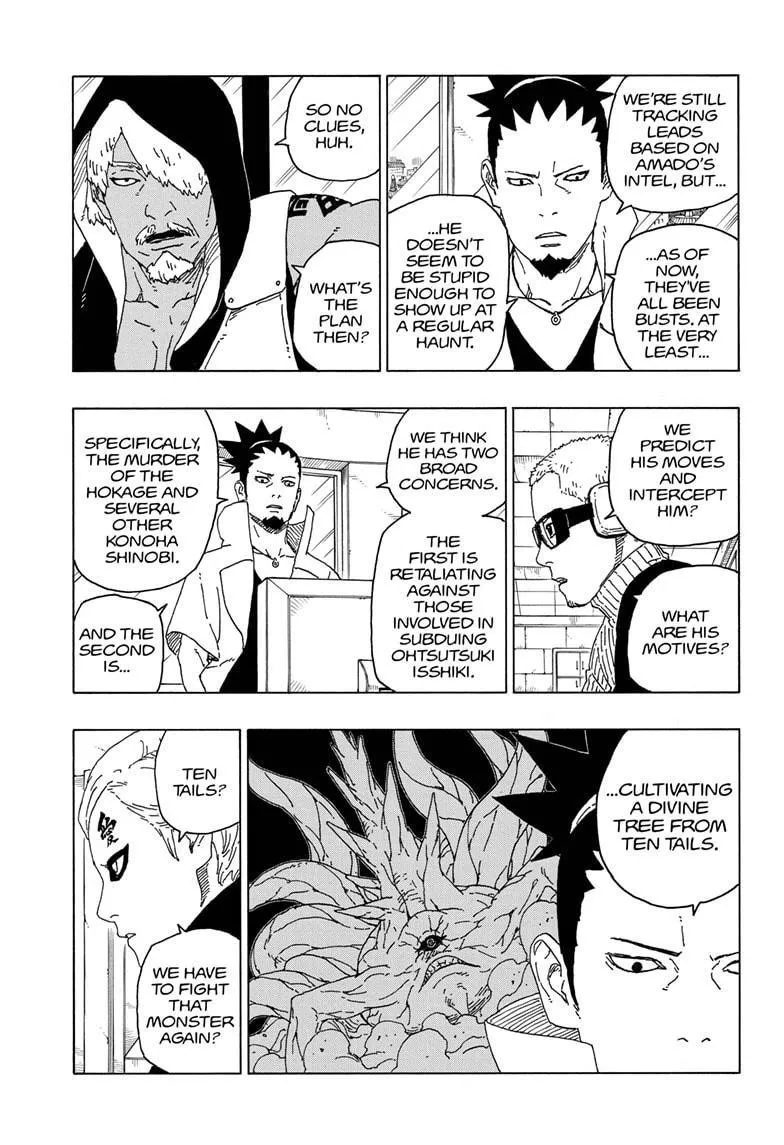 WE'RE STILL
TRACKING
LEADS
BASED ON
AMADO'S
INTEL, BUT...
...AS OF
NOW,
THEY'VE
ALL BEEN
BUSTS. AT
THE VERY
LEAST...
...HE
DOESN'T
SEEM TO
BE STUPID
ENOUGH TO
SHOW UP AT
A REGULAR
HAUNT.
SO NO
CLUES,
HUH.
WHAT'S
THE
PLAN
THEN?
WE
PREDICT
HIS MOVES
AND
INTERCEPT
HIM?
WHAT
ARE HIS
MOTIVES?
WE THINK
HE HAS TWO
BROAD
CONCERNS.
THE
FIRST IS
RETALIATING
AGAINST
THOSE
INVOLVED IN
SUBDUING
OHTSUTSUKI
ISSHIKI.
SPECIFICALLY,
THE MURDER
OF THE
HOKAGE AND
SEVERAL
OTHER
KONOHA
SHINOBI.
AND THE
SECOND
IS...
...CULTIVATING
A DIVINE
TREE FROM
TEN TAILS.
TEN
TAILS?
愛
WE HAVE
TO FIGHT
THAT
MONSTER
AGAIN?